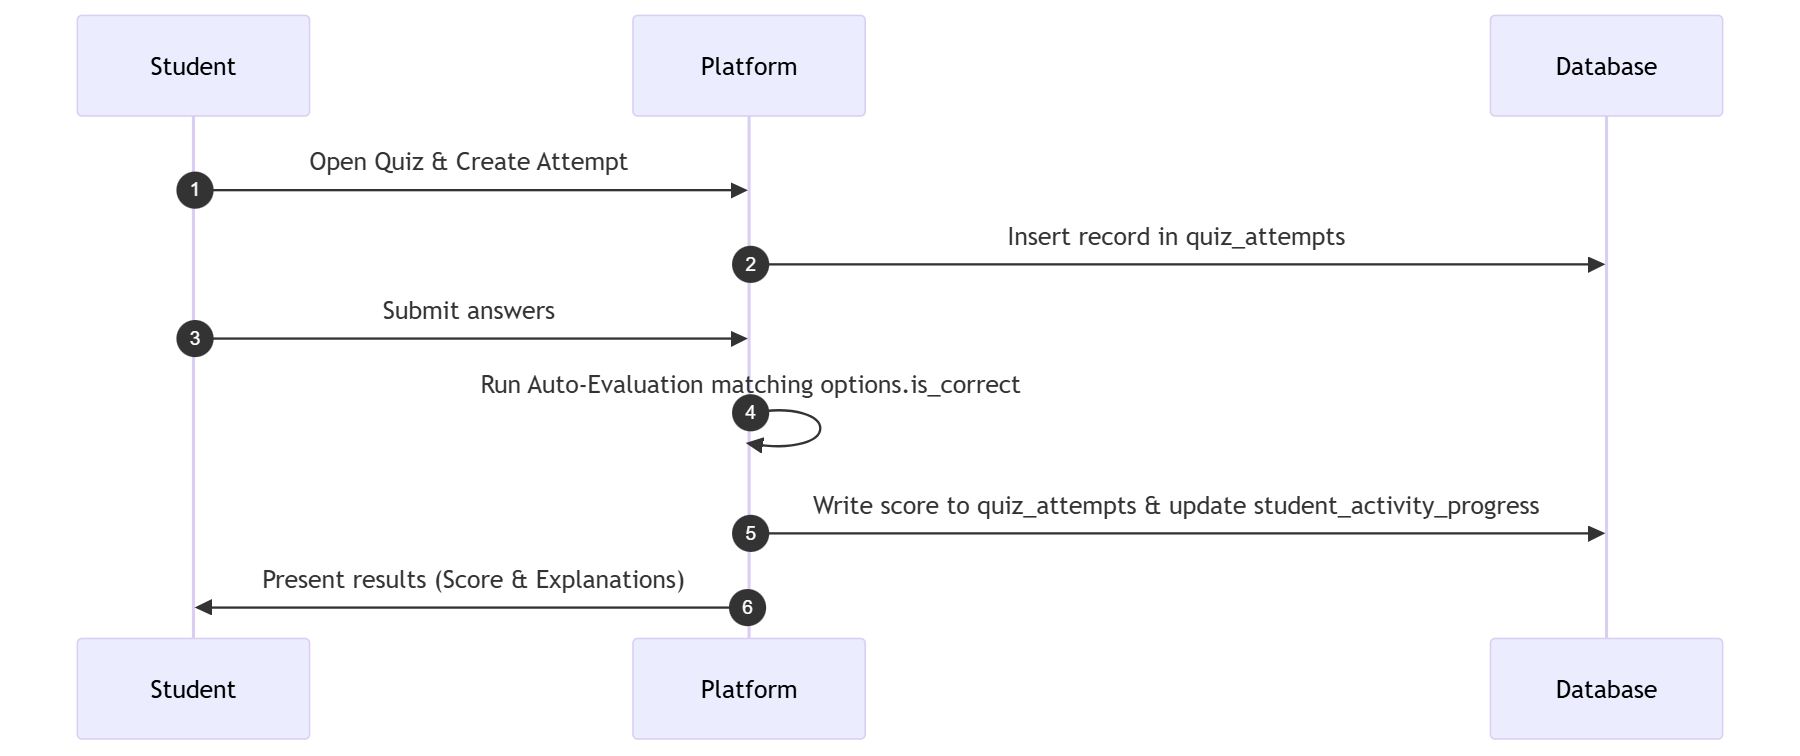 Student
Platform
Database
Open Quiz & Create Attempt
1
Insert record in quiz_attempts
2
Submit answers
3
Run Auto-Evaluation matching options.is_correct
4
Write score to quiz_attempts & update student_activity_progress
5
Present results (Score & Explanations)
6
Student
Platform
Database